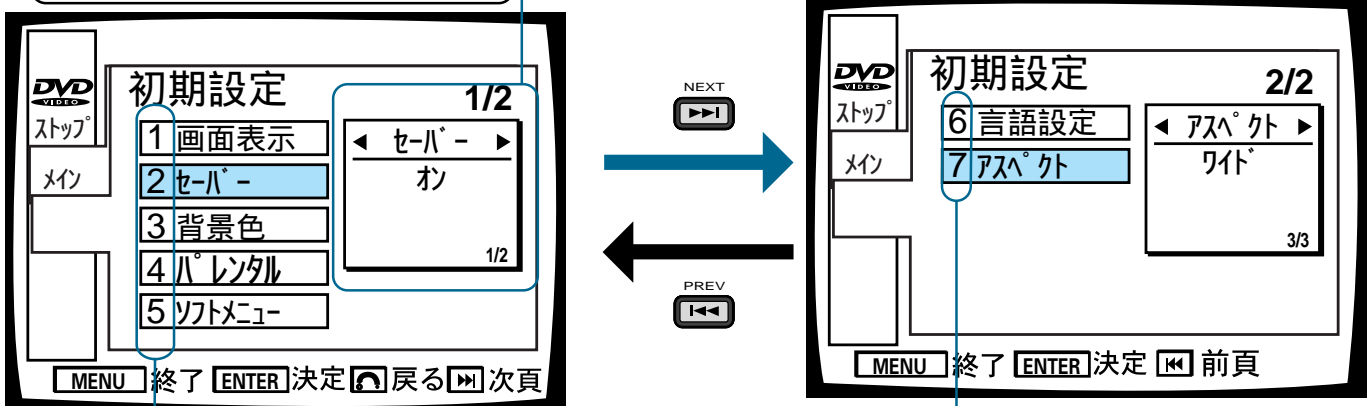 DVD
VIDEO
ストップ
メイン
初期設定
1/2
1 画面表示
2 セーバー
3 背景色
4 パレンタル
5 ソフトメニュー
◀ セーバー ▶
オン
1/2
MENU 終了 ENTER 決定 戻る 次頁
NEXT
PREV
DVD
VIDEO
ストップ
メイン
初期設定
2/2
6 言語設定
7 アスペクト
◀ アスペクト ▶
ワイド
3/3
MENU 終了 ENTER 決定 前頁